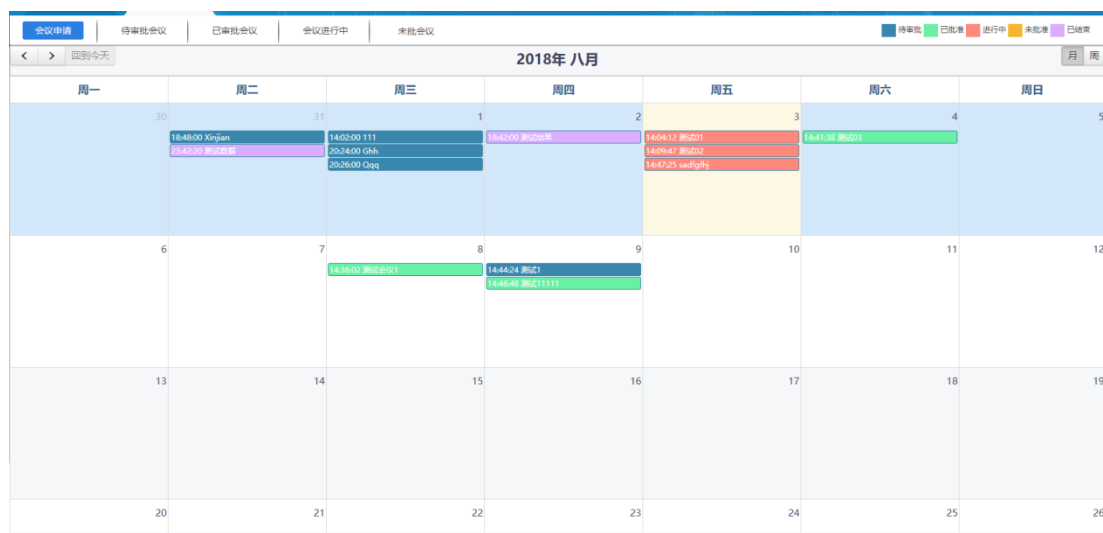 会议申请 待审批会议 已审批会议 会议进行中 未批会议 待审批 已批准 进行中 未批准 已结束
回到今天 2018年 八月 月 周
周一 周二 周三 周四 周五 周六 周日
30 31 1 2 3 4 5
18:48:00 Xinjian 14:02:00 111 18:42:00 测试结果 14:04:12 测试01 14:41:38 测试03
23:42:20 测试数据 20:24:00 Ghh 14:09:47 测试02
20:26:00 Qqq 14:47:25 sadfgfhj
6 7 8 9 10 11 12
14:36:02 测试会议1 14:44:24 测试1
14:46:48 测试11111
13 14 15 16 17 18 19
20 21 22 23 24 25 26